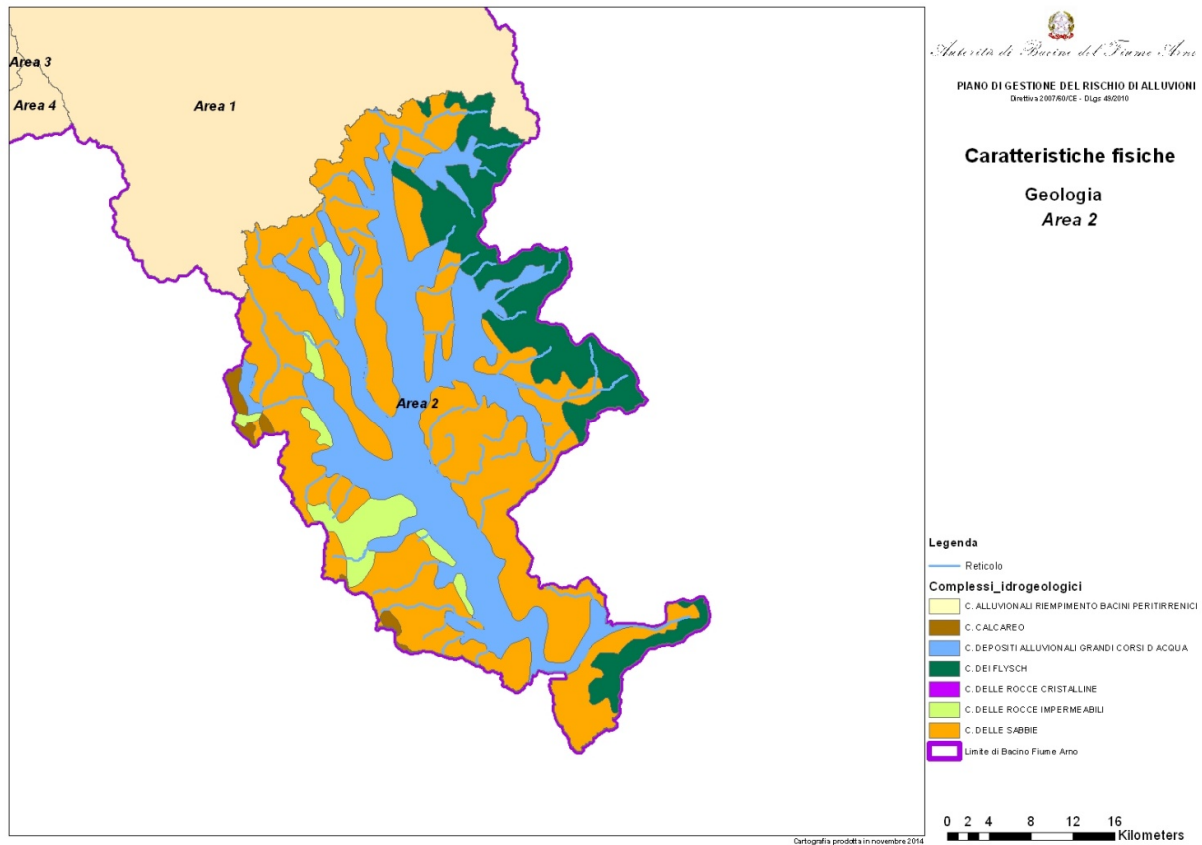 Area 3
Area 4
Area 1
Area 2
Autorità di Bacino del Fiume Arno
PIANO DI GESTIONE DEL RISCHIO DI ALLUVIONI
Direttiva 2007/60/CE - DLgs 49/2010
Caratteristiche fisiche
Geologia
Area 2
Legenda
Reticolo
Complessi_idrogeologici
C. ALLUVIONALI RIEMPIMENTO BACINI PERITIRRENICI
C. CALCAREO
C. DEPOSITI ALLUVIONALI GRANDI CORSI D ACQUA
C. DEI FLYSCH
C. DELLE ROCCE CRISTALLINE
C. DELLE ROCCE IMPERMEABILI
C. DELLE SABBIE
Limite di Bacino Fiume Arno
0 2 4 8 12 16
Kilometers
Cartografia prodotta in novembre 2014